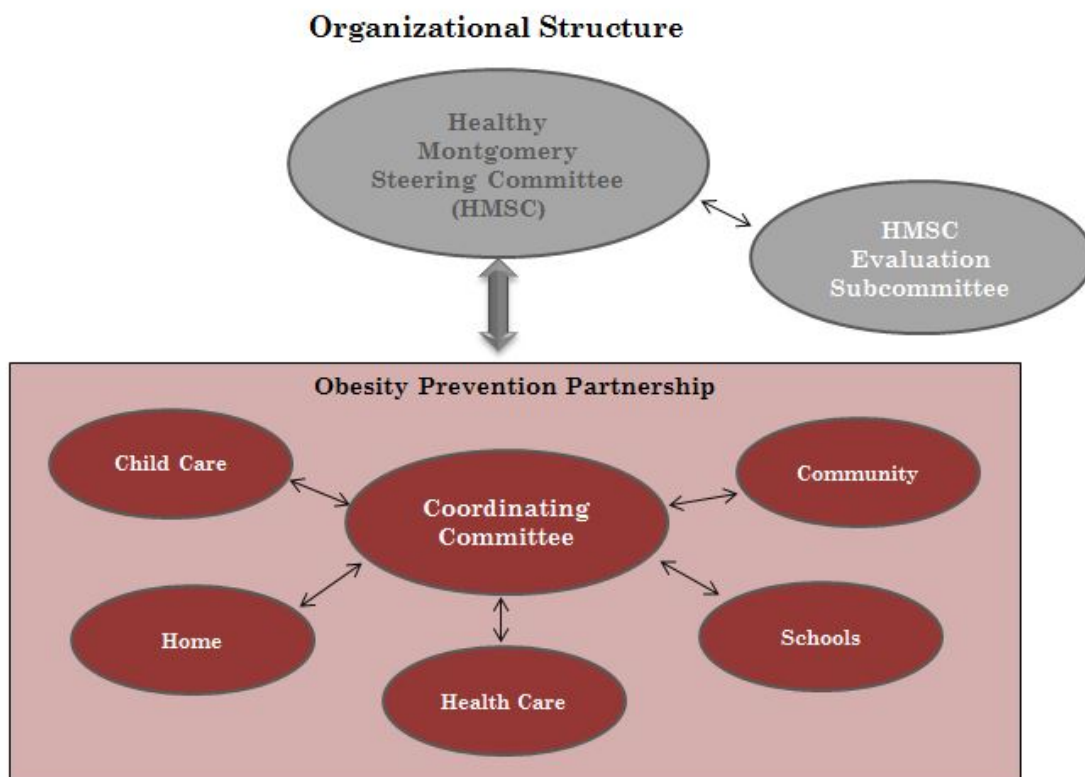 Organizational Structure
Healthy
Montgomery
Steering Committee
(HMSC)
HMSC
Evaluation
Subcommittee
Obesity Prevention Partnership
Child Care
Coordinating
Committee
Community
Home
Health Care
Schools